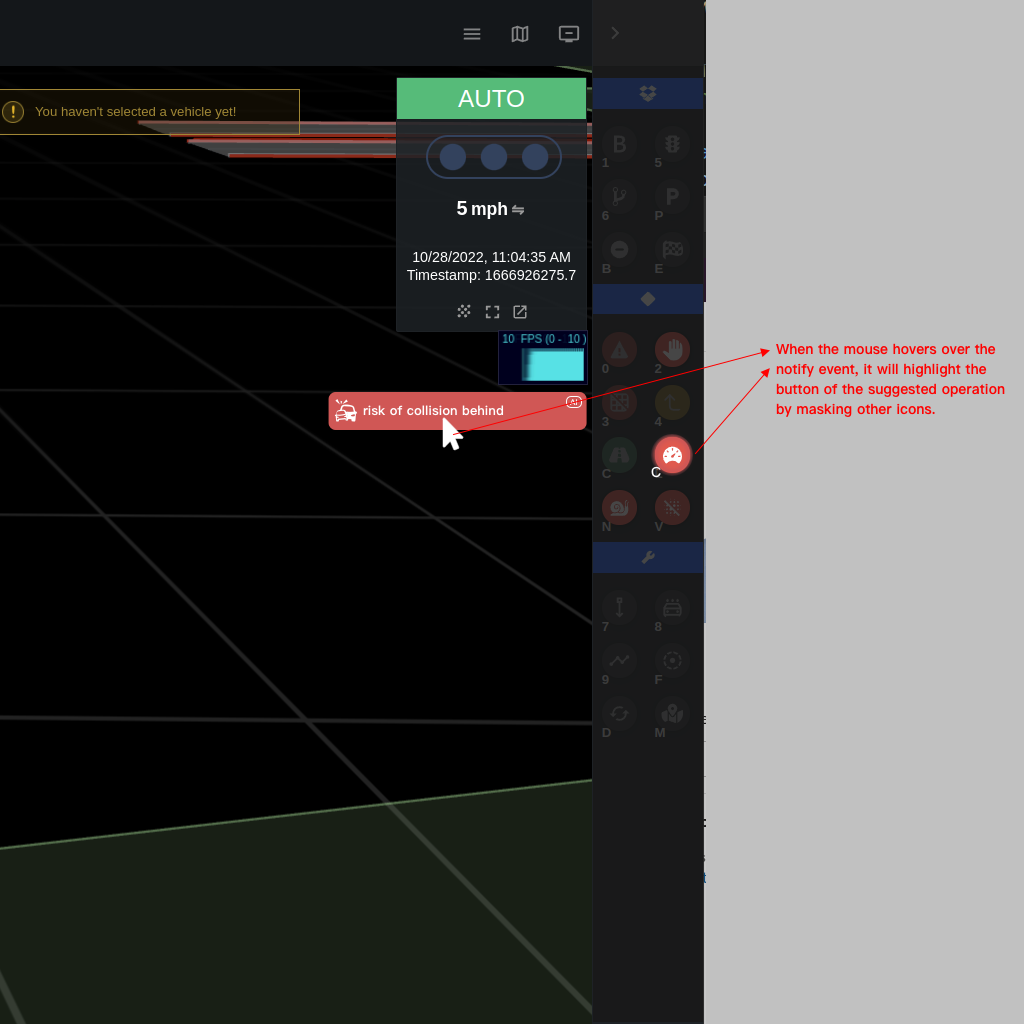 You haven't selected a vehicle yet!
AUTO
5 mph
10/28/2022, 11:04:35 AM
Timestamp: 1666926275.7
10 FPS (0 - 10 )
risk of collision behind
AI
B
1
5
6
P
P
B
E
0
2
3
4
C
C
N
V
7
8
9
F
D
M
When the mouse hovers over the
notify event, it will highlight the
button of the suggested operation
by masking other icons.